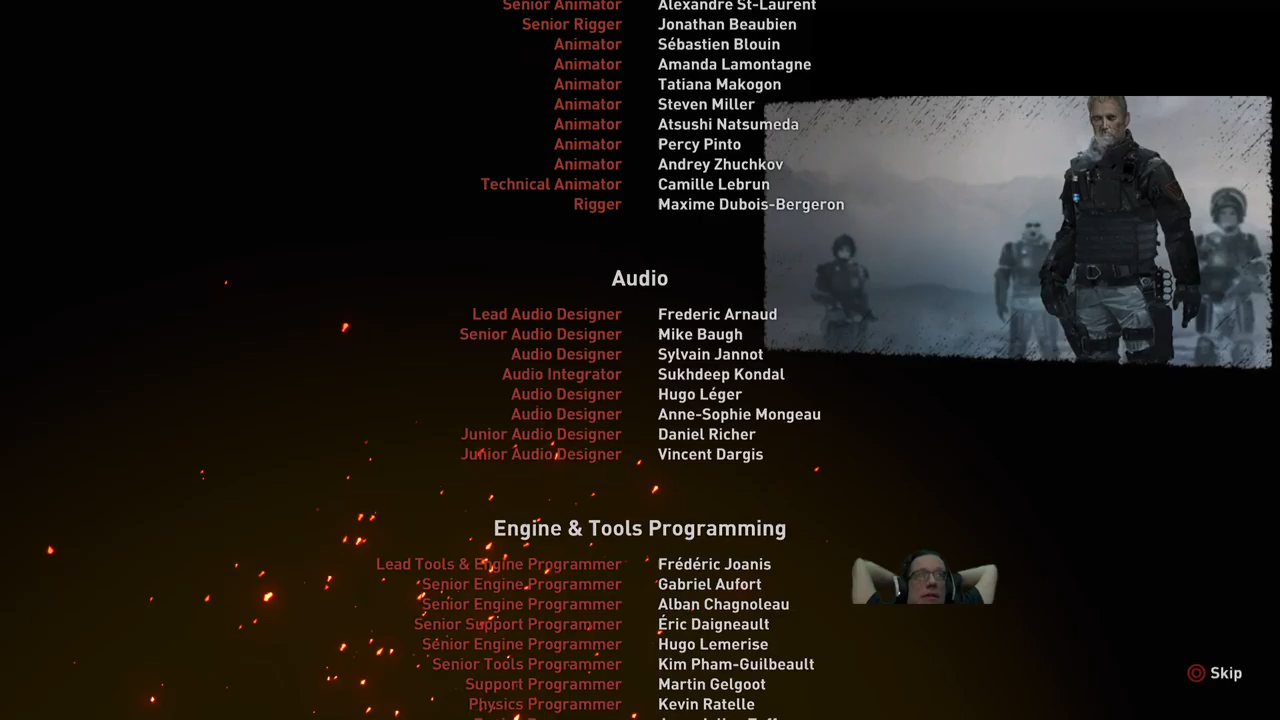 Senior Animator Alexandre St-Laurent
Senior Rigger Jonathan Beaubien
Animator Sébastien Blouin
Animator Amanda Lamontagne
Animator Tatiana Makogon
Animator Steven Miller
Animator Atsushi Natsumeda
Animator Percy Pinto
Animator Andrey Zhuchkov
Technical Animator Camille Lebrun
Rigger Maxime Dubois-Bergeron
Audio
Lead Audio Designer Frederic Arnaud
Senior Audio Designer Mike Baugh
Audio Designer Sylvain Jannot
Audio Integrator Sukhdeep Kondal
Audio Designer Hugo Léger
Audio Designer Anne-Sophie Mongeau
Junior Audio Designer Daniel Richer
Junior Audio Designer Vincent Dargis
Engine & Tools Programming
Lead Tools & Engine Programmer Frédéric Joanis
Senior Engine Programmer Gabriel Aufort
Senior Engine Programmer Alban Chagnoleau
Senior Support Programmer Éric Daigneault
Senior Engine Programmer Hugo Lemerise
Senior Tools Programmer Kim Pham-Guilbeault
Support Programmer Martin Gelgoot
Physics Programmer Kevin Ratelle
Skip